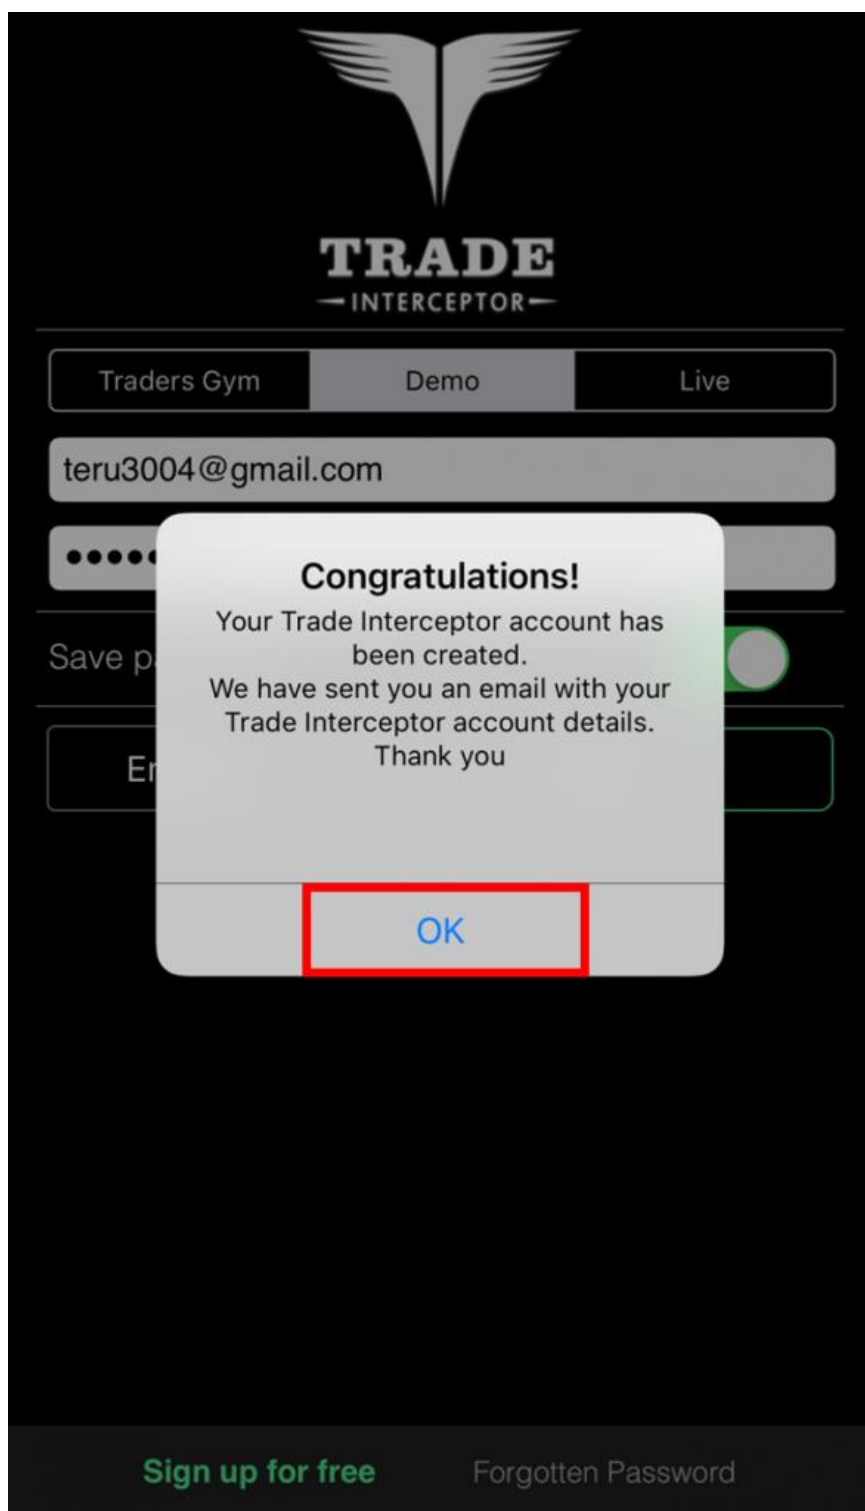 TRADE
INTERCEPTOR
Traders Gym Demo Live
teru3004@gmail.com
Congratulations!
Your Trade Interceptor account has
been created.
We have sent you an email with your
Trade Interceptor account details.
Thank you
Save
OK
Sign up for free Forgotten Password